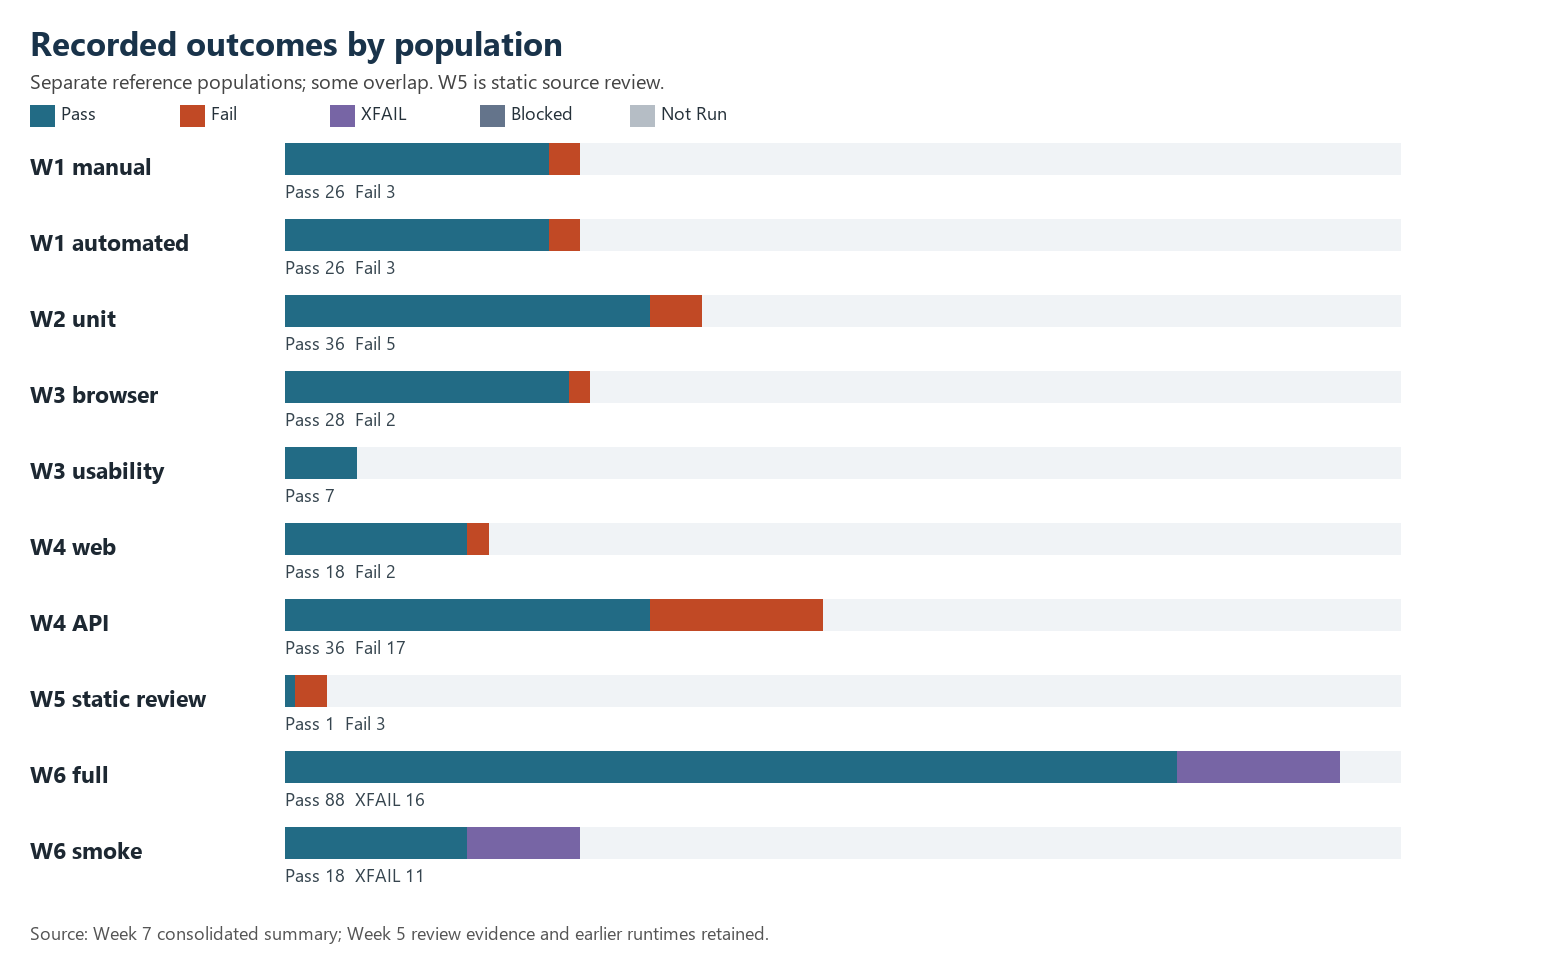 Recorded outcomes by population
Separate reference populations; some overlap. W5 is static source review.
Pass Fail XFAIL Blocked Not Run
W1 manual
Pass 26 Fail 3
W1 automated
Pass 26 Fail 3
W2 unit
Pass 36 Fail 5
W3 browser
Pass 28 Fail 2
W3 usability
Pass 7
W4 web
Pass 18 Fail 2
W4 API
Pass 36 Fail 17
W5 static review
Pass 1 Fail 3
W6 full
Pass 88 XFAIL 16
W6 smoke
Pass 18 XFAIL 11
Source: Week 7 consolidated summary; Week 5 review evidence and earlier runtimes retained.